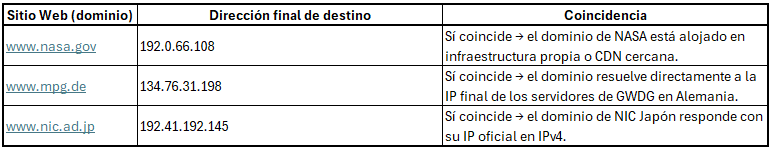 Sitio Web (dominio) Dirección final de destino Coincidencia
www.nasa.gov 192.0.66.108 Sí coincide → el dominio de NASA está alojado en
infraestructura propia o CDN cercana.
www.mpg.de 134.76.31.198 Sí coincide → el dominio resuelve directamente a la
IP final de los servidores de GWDG en Alemania.
www.nic.ad.jp 192.41.192.145 Sí coincide → el dominio de NIC Japón responde con
su IP oficial en IPv4.